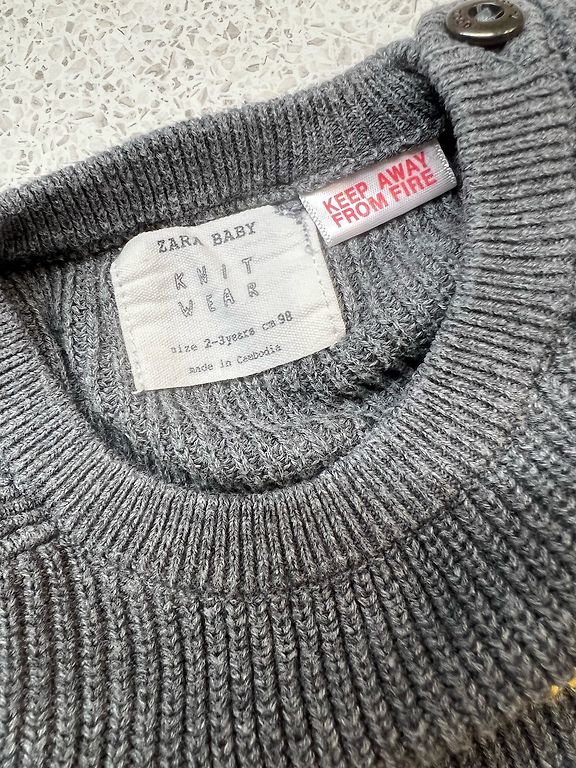 ZARA BABY
KNIT
WEAR
size 2-3years cm 98
made in Cambodia
KEEP AWAY
FROM FIRE